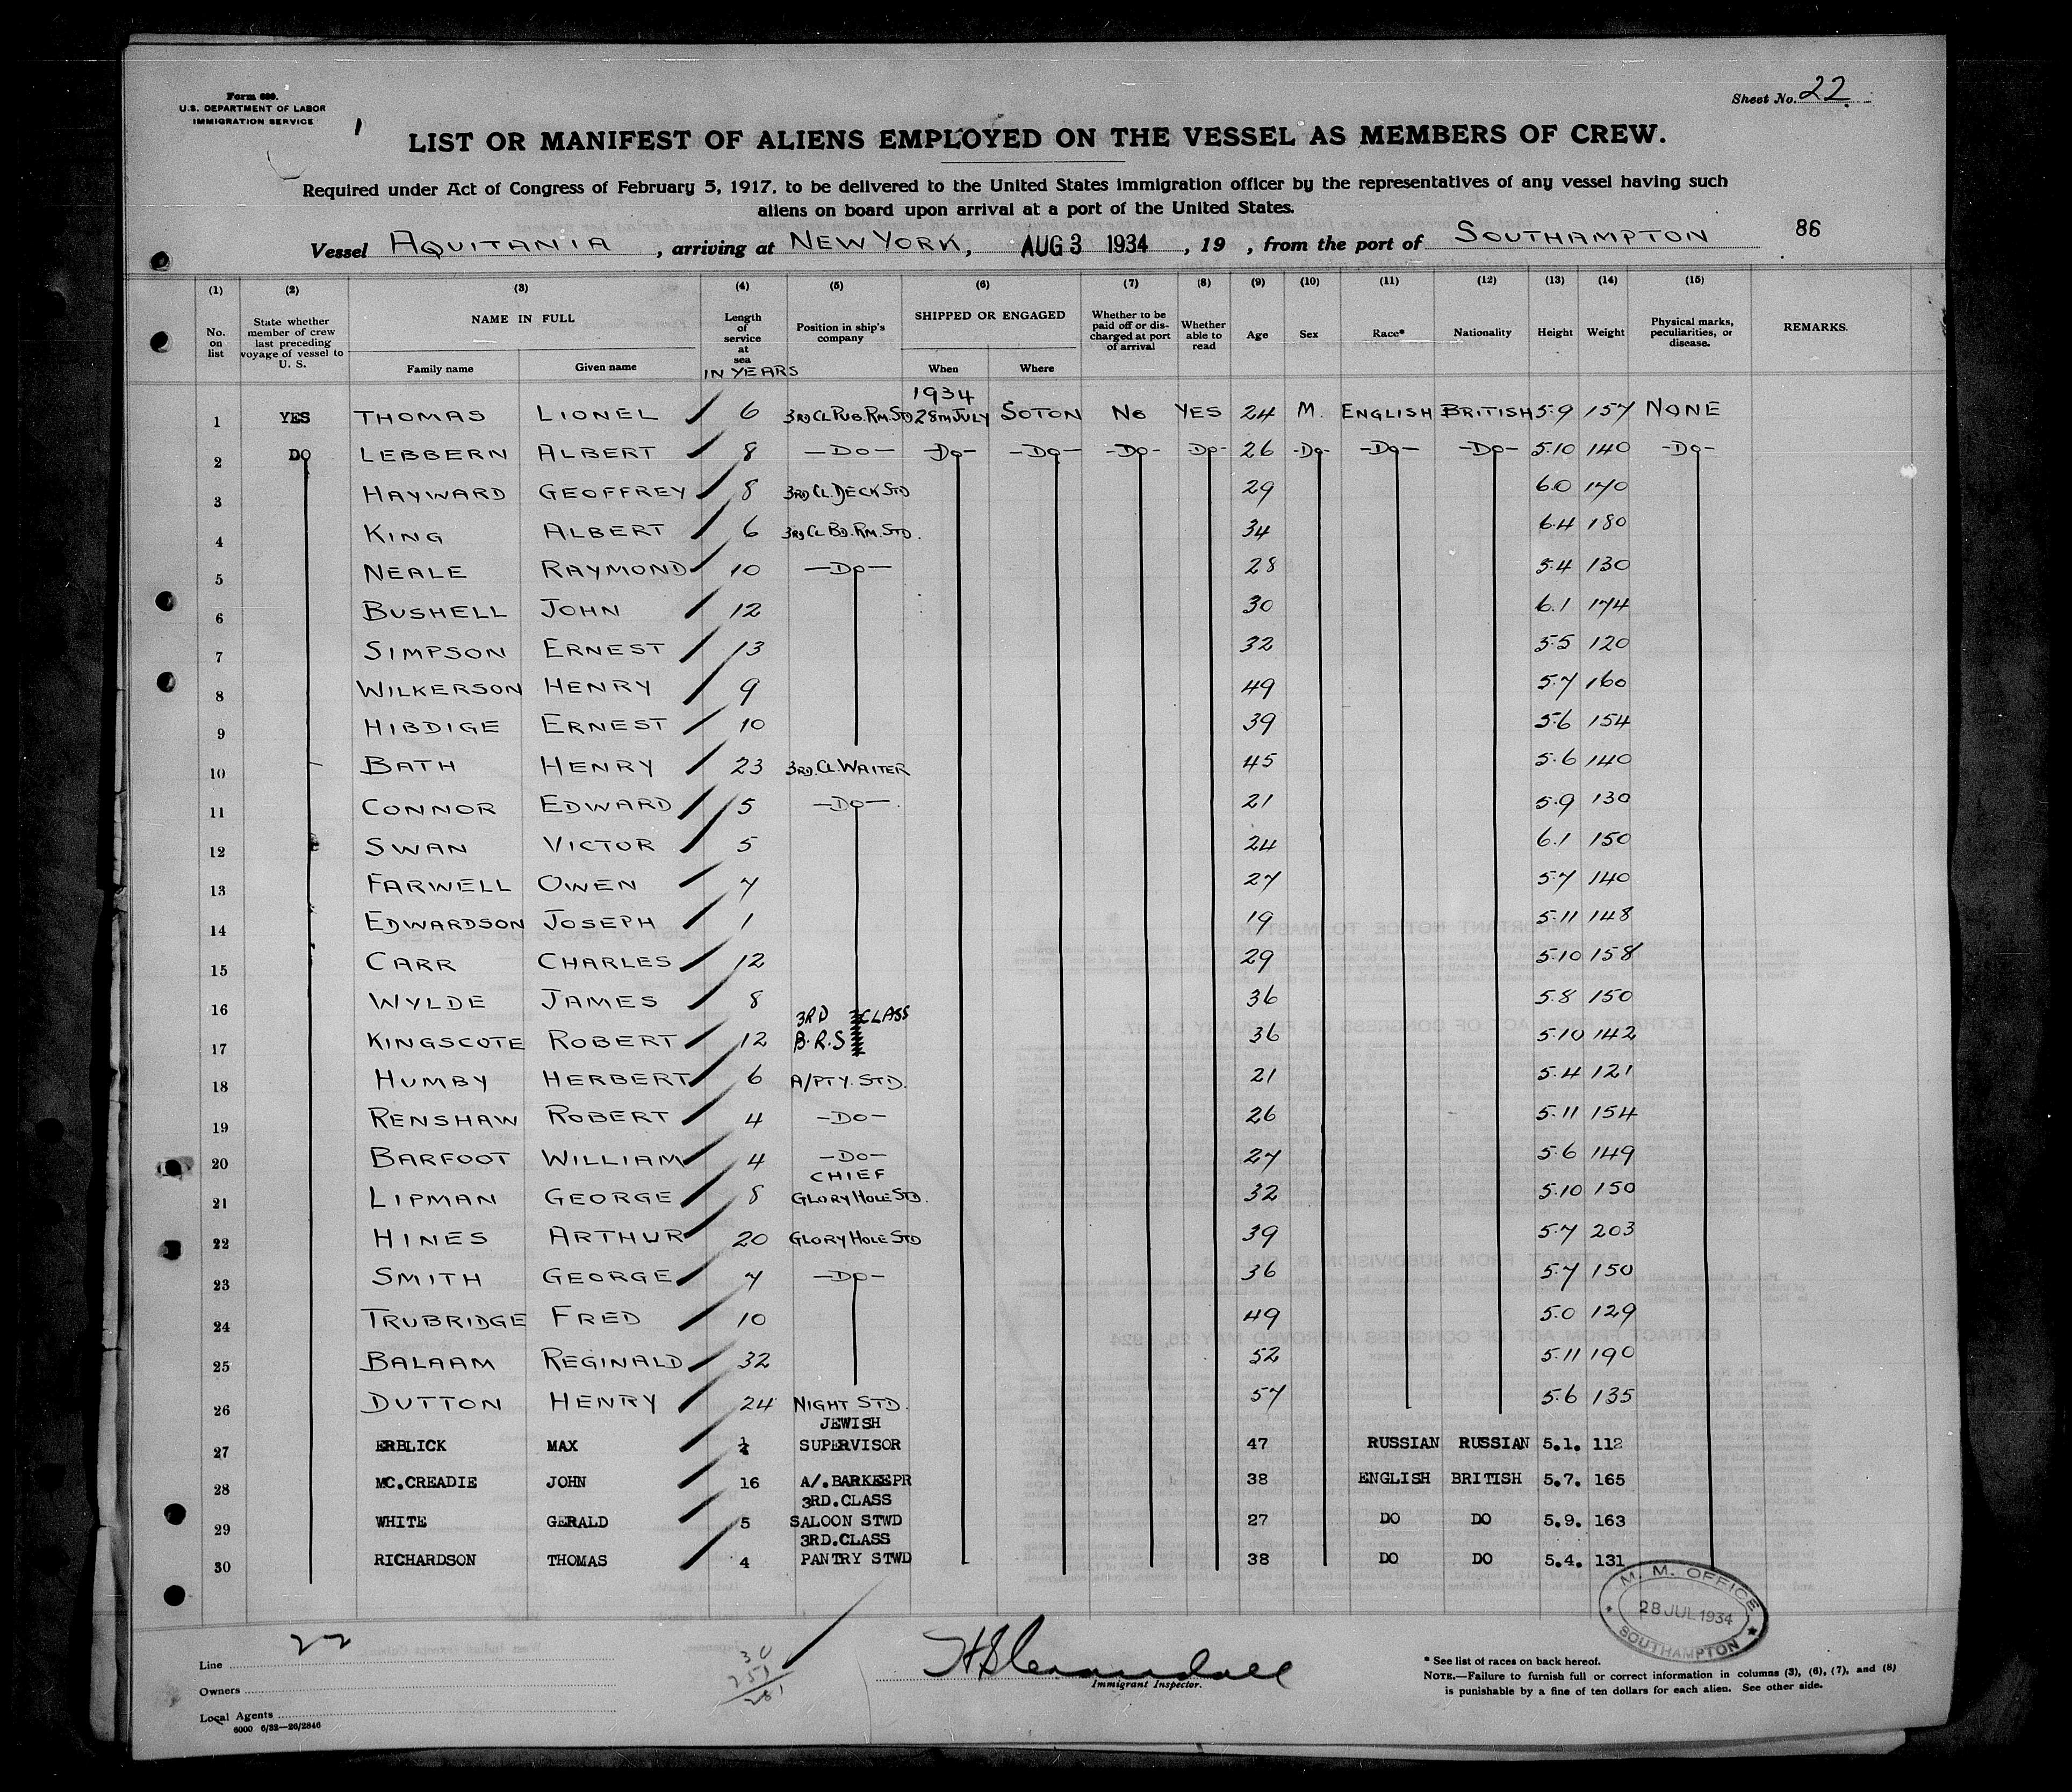 Form 689.
U.S. DEPARTMENT OF LABOR
IMMIGRATION SERVICE
Sheet No. 22
LIST OR MANIFEST OF ALIENS EMPLOYED ON THE VESSEL AS MEMBERS OF CREW.
Required under Act of Congress of February 5, 1917, to be delivered to the United States immigration officer by the representatives of any vessel having such
aliens on board upon arrival at a port of the United States.
86
Vessel AQUITANIA, arriving at NEW YORK, AUG 3 1934, 19 , from the port of SOUTHAMPTON
(1) (2) (3) (4) (5) (6) (7) (8) (9) (10) (11) (12) (13) (14) (15)
No. on list State whether member of crew last preceding voyage of vessel to U. S. NAME IN FULL Family name Given name Length of service at sea IN YEARS Position in ship's company SHIPPED OR ENGAGED When Where Whether to be paid off or discharged at port of arrival Whether able to read Age Sex Race* Nationality Height Weight Physical marks, peculiarities, or disease. REMARKS.
1934
1 YES THOMAS LIONEL 6 3RD CL PUB. RM. STD 28TH JULY SOTON NO YES 24 M. ENGLISH BRITISH 5.9 157 NONE
2 DO LEBBERN ALBERT 8 -DO- -DO- -DO- -DO- -DO- 26 -DO- -DO- -DO- 5.10 140 -DO-
3 HAYWARD GEOFFREY 8 3RD CL. DECK STD 29 6.0 170
4 KING ALBERT 6 3RD CL BD. RM. STD. 34 6.4 180
5 NEALE RAYMOND 10 -DO- 28 5.4 130
6 BUSHELL JOHN 12 30 6.1 174
7 SIMPSON ERNEST 13 32 5.5 120
8 WILKERSON HENRY 9 49 5.7 160
9 HIBDIGE ERNEST 10 39 5.6 154
10 BATH HENRY 23 3RD. CL. WAITER 45 5.6 140
11 CONNOR EDWARD 5 -DO-. 21 5.9 130
12 SWAN VICTOR 5 24 6.1 150
13 FARWELL OWEN 7 27 5.7 140
14 EDWARDSON JOSEPH 1 19 5.11 148
15 CARR CHARLES 12 29 5.10 158
16 WYLDE JAMES 8 36 5.8 150
3RD CLASS
17 KINGSCOTE ROBERT 12 B.R.S 36 5.10 142
18 HUMBY HERBERT 6 A/PTY. STD. 21 5.4 121
19 RENSHAW ROBERT 4 -DO- 26 5.11 154
20 BARFOOT WILLIAM 4 -DO- 27 5.6 149
CHIEF
21 LIPMAN GEORGE 8 GLORY HOLE STD. 32 5.10 150
22 HINES ARTHUR 20 GLORY HOLE STD 39 5.7 203
23 SMITH GEORGE 7 -DO- 36 5.7 150
24 TRUBRIDGE FRED 10 49 5.0 129
25 BALAAM REGINALD 32 52 5.11 190
26 DUTTON HENRY 24 NIGHT STD. 57 5.6 135
JEWISH
27 ERBLICK MAX SUPERVISOR 47 RUSSIAN RUSSIAN 5.1. 112
28 MC.CREADIE JOHN 16 A/.BARKEEPR 38 ENGLISH BRITISH 5.7. 165
3RD.CLASS
29 WHITE GERALD 5 SALOON STWD 27 DO DO 5.9. 163
3RD.CLASS
30 RICHARDSON THOMAS 4 PANTRY STWD 38 DO DO 5.4. 131
M. M. OFFICE
28 JUL 1934
SOUTHAMPTON
22
Line
Owners
Local Agents
6000 6/32—26/2846
30
251
281
Immigrant Inspector.
* See list of races on back hereof.
NOTE.—Failure to furnish full or correct information in columns (3), (6), (7), and (8)
is punishable by a fine of ten dollars for each alien. See other side.